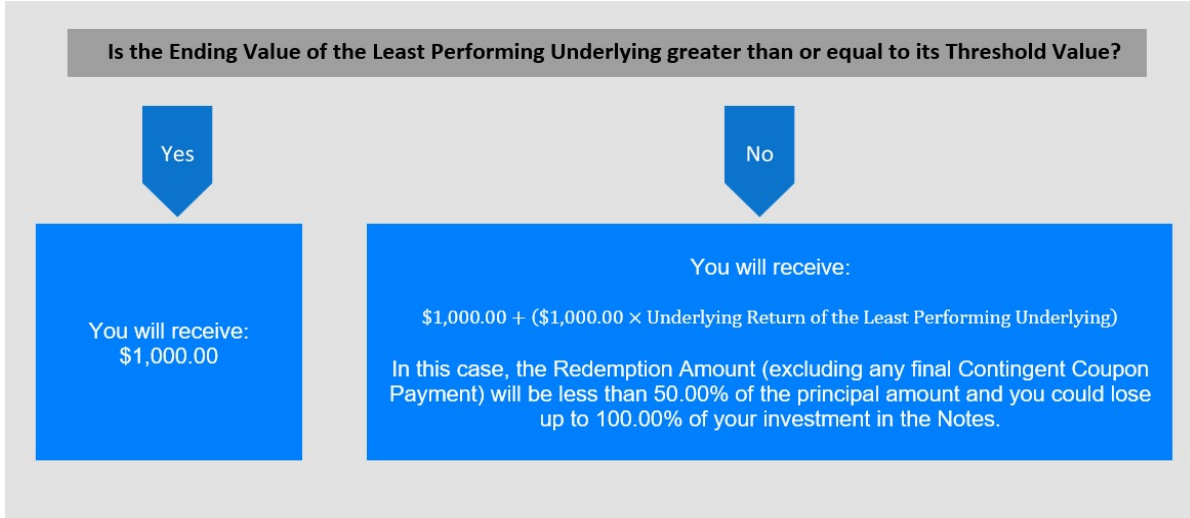 Is the Ending Value of the Least Performing Underlying greater than or equal to its Threshold Value?
Yes
No
You will receive:
$1,000.00
You will receive:
$1,000.00 + ($1,000.00 × Underlying Return of the Least Performing Underlying)
In this case, the Redemption Amount (excluding any final Contingent Coupon
Payment) will be less than 50.00% of the principal amount and you could lose
up to 100.00% of your investment in the Notes.